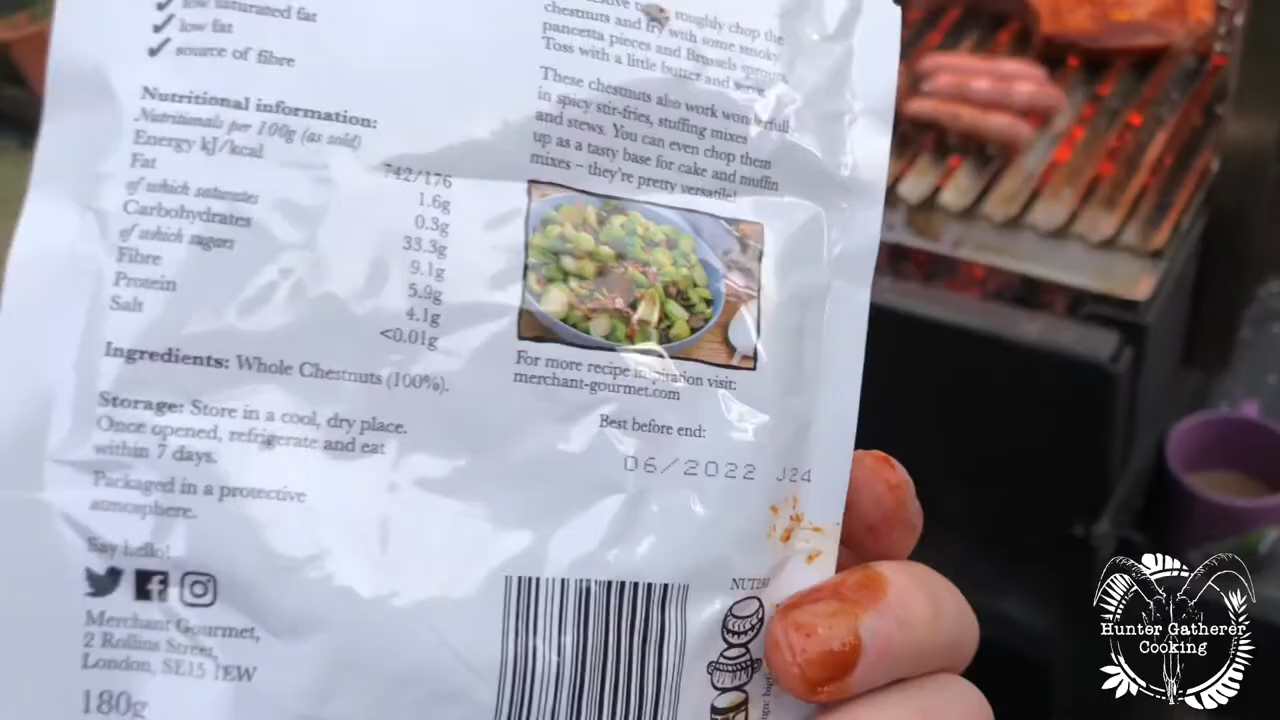 low saturated fat
low fat
source of fibre
Nutritional information:
Nutritionals per 100g (as sold)
Energy kJ/kcal 742/176
Fat 1.6g
of which saturates 0.3g
Carbohydrates 33.3g
of which sugars 9.1g
Fibre 5.9g
Protein 4.1g
Salt <0.01g
Ingredients: Whole Chestnuts (100%).
Storage: Store in a cool, dry place.
Once opened, refrigerate and eat
within 7 days.
Packaged in a protective
atmosphere.
Say hello!
Merchant Gourmet,
2 Rollins Street,
London, SE15
180g
roughly chop the
chestnuts and fry with some smoky
pancetta pieces and Brussels sprouts.
Toss with a little butter and serve.
These chestnuts also work wonderfully
in spicy stir-fries, stuffing mixes
and stews. You can even chop them
up as a tasty base for cake and muffin
mixes – they're pretty versatile!
For more recipe inspiration visit:
merchant-gourmet.com
Best before end:
06/2022 J24
Hunter Gatherer
Cooking